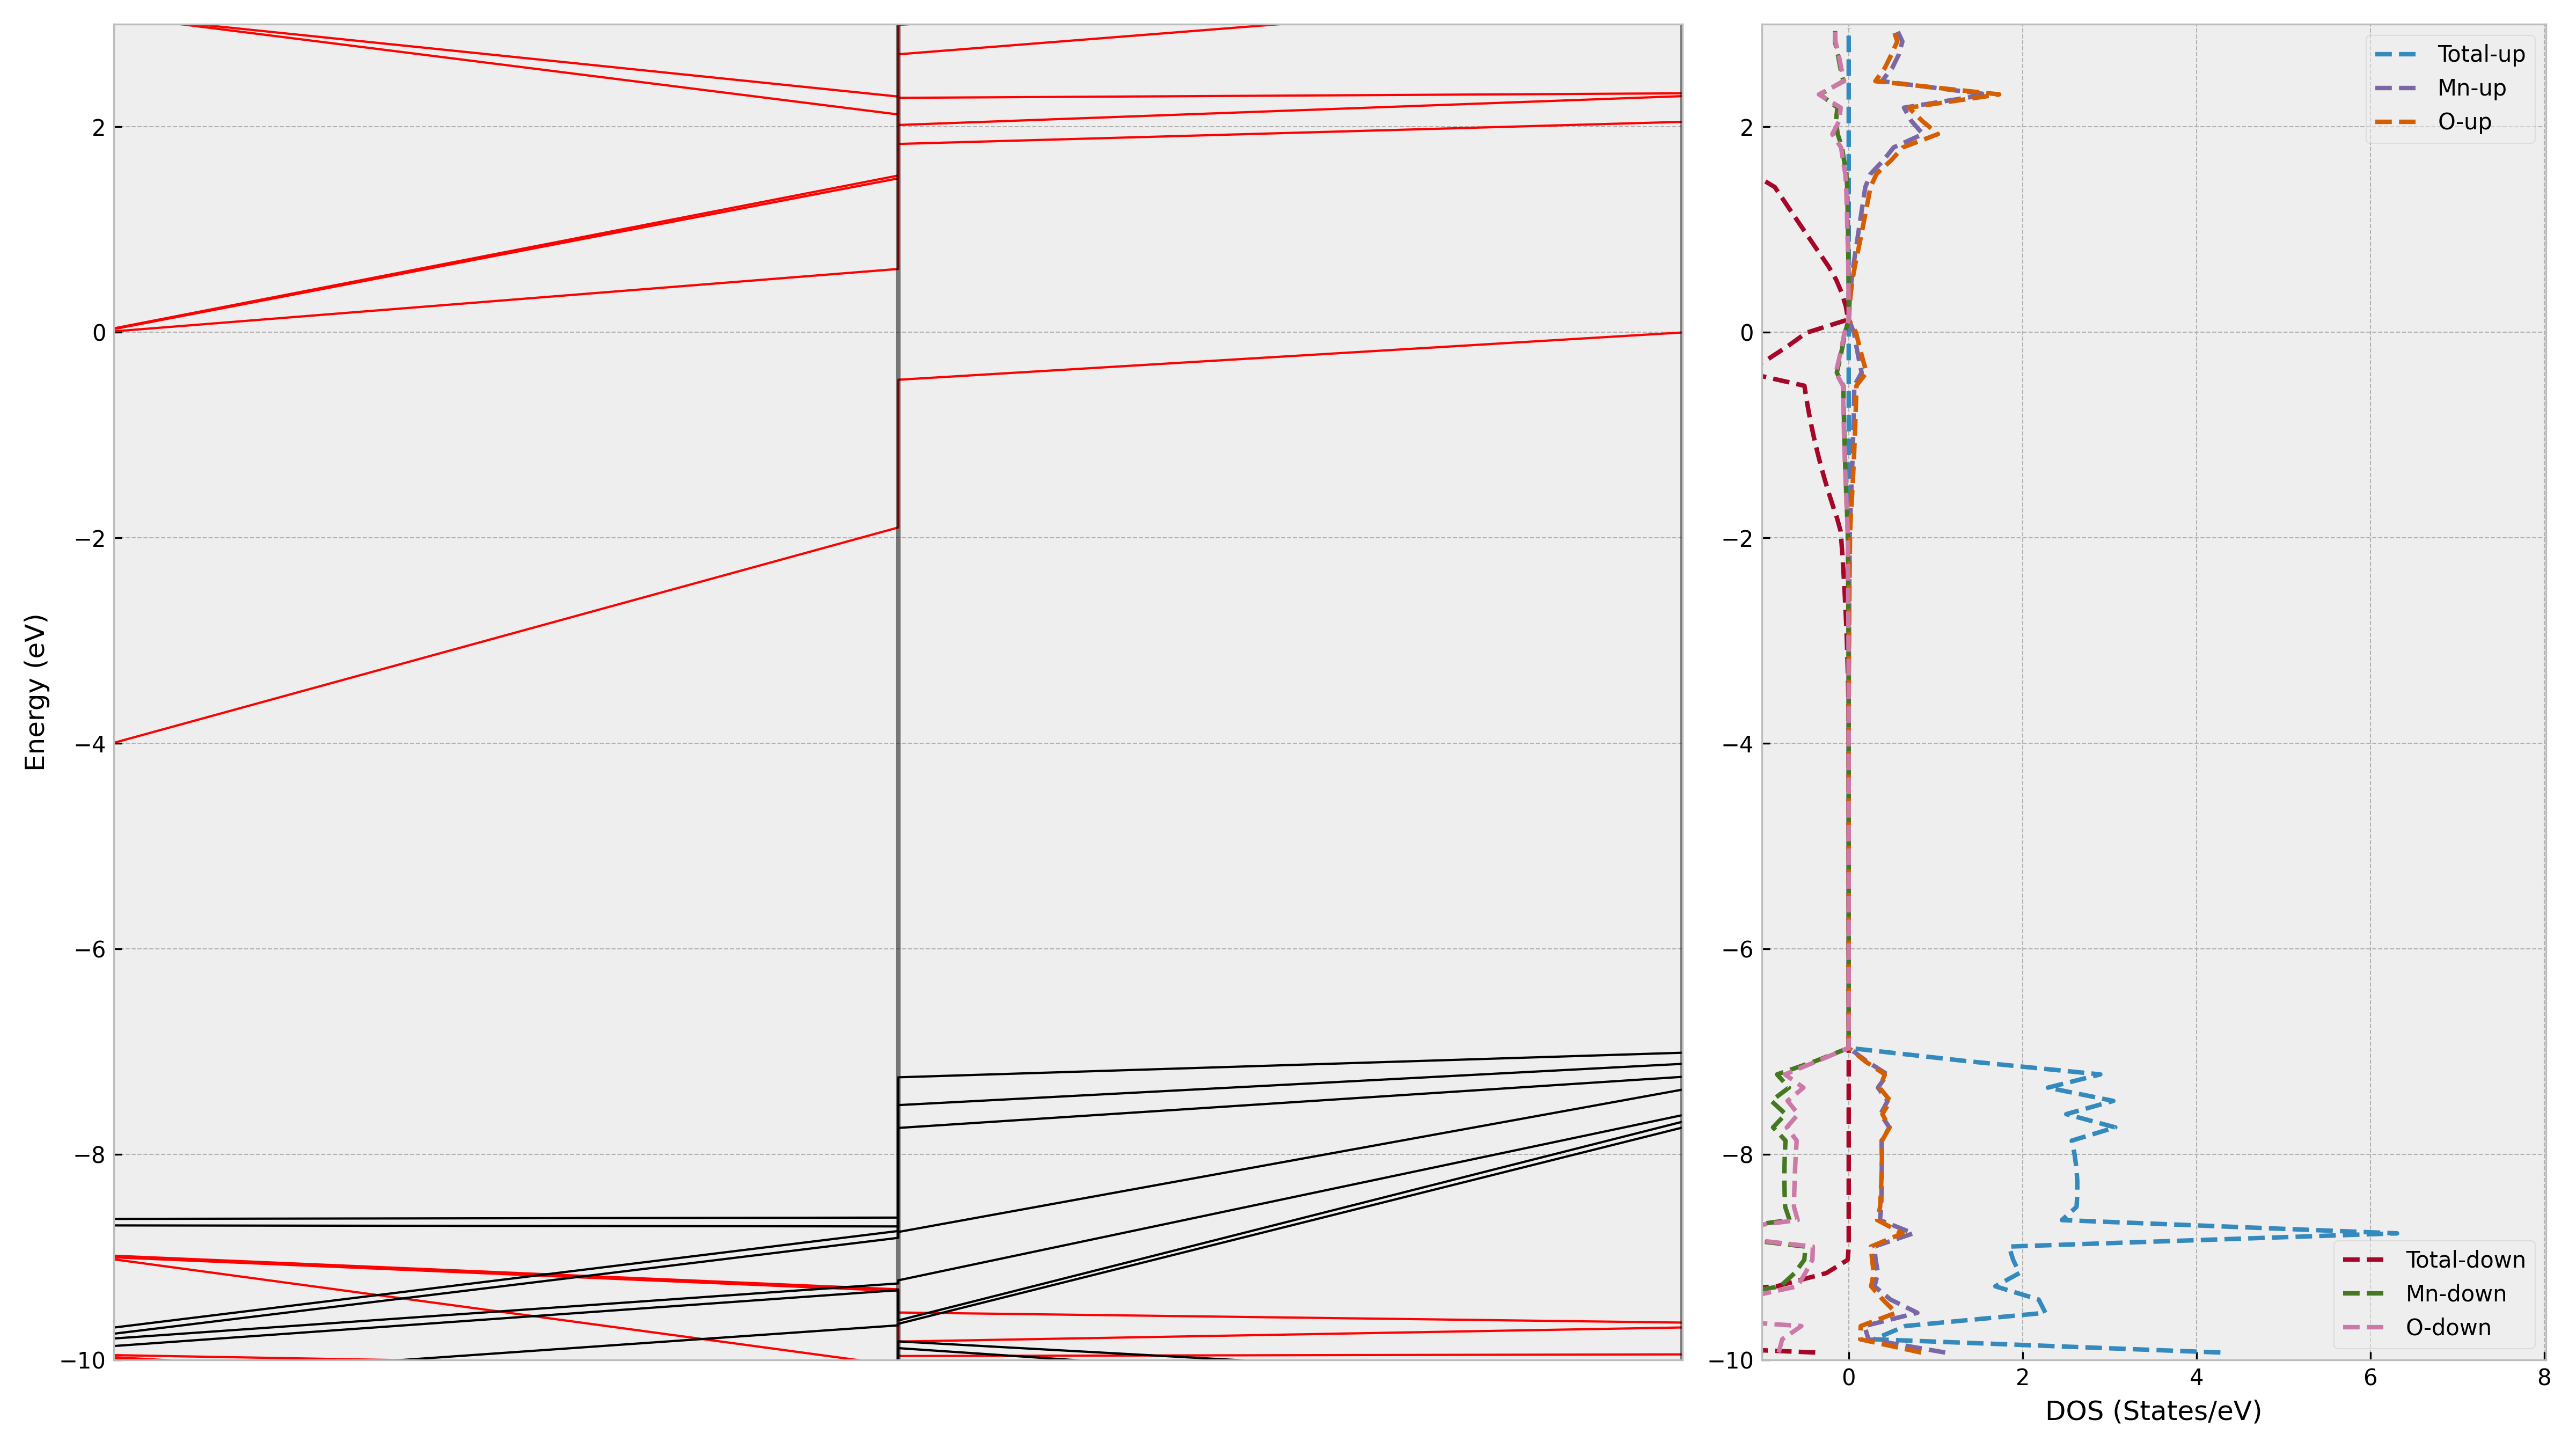 Energy (eV)
2
0
−2
−4
−6
−8
−10
2
0
−2
−4
−6
−8
−10
Total-up
Mn-up
O-up
Total-down
Mn-down
O-down
0
2
4
6
8
DOS (States/eV)